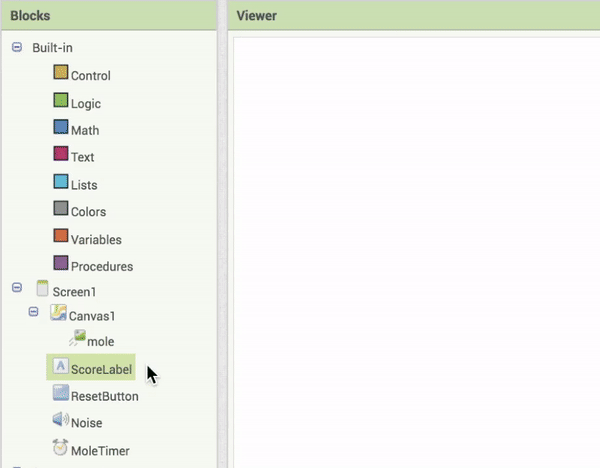 Blocks
Viewer
Built-in
Control
Logic
Math
Text
Lists
Colors
Variables
Procedures
Screen1
Canvas1
mole
A ScoreLabel
ResetButton
Noise
MoleTimer